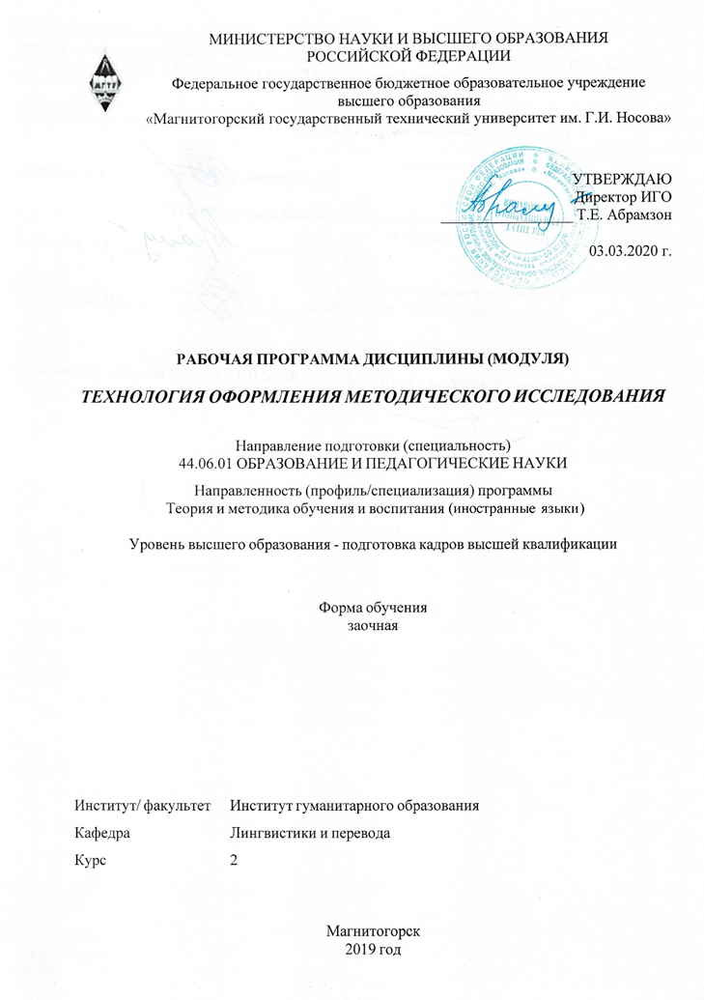 МИНИСТЕРСТВО НАУКИ И ВЫСШЕГО ОБРАЗОВАНИЯ
РОССИЙСКОЙ ФЕДЕРАЦИИ
МГТУ
Федеральное государственное бюджетное образовательное учреждение
высшего образования
«Магнитогорский государственный технический университет им. Г.И. Носова»
УТВЕРЖДАЮ
Директор ИГО
Т.Е. Абрамзон
03.03.2020 г.
РАБОЧАЯ ПРОГРАММА ДИСЦИПЛИНЫ (МОДУЛЯ)
ТЕХНОЛОГИЯ ОФОРМЛЕНИЯ МЕТОДИЧЕСКОГО ИССЛЕДОВАНИЯ
Направление подготовки (специальность)
44.06.01 ОБРАЗОВАНИЕ И ПЕДАГОГИЧЕСКИЕ НАУКИ
Направленность (профиль/специализация) программы
Теория и методика обучения и воспитания (иностранные языки)
Уровень высшего образования - подготовка кадров высшей квалификации
Форма обучения
заочная
Институт/ факультет Институт гуманитарного образования
Кафедра Лингвистики и перевода
Курс 2
Магнитогорск
2019 год